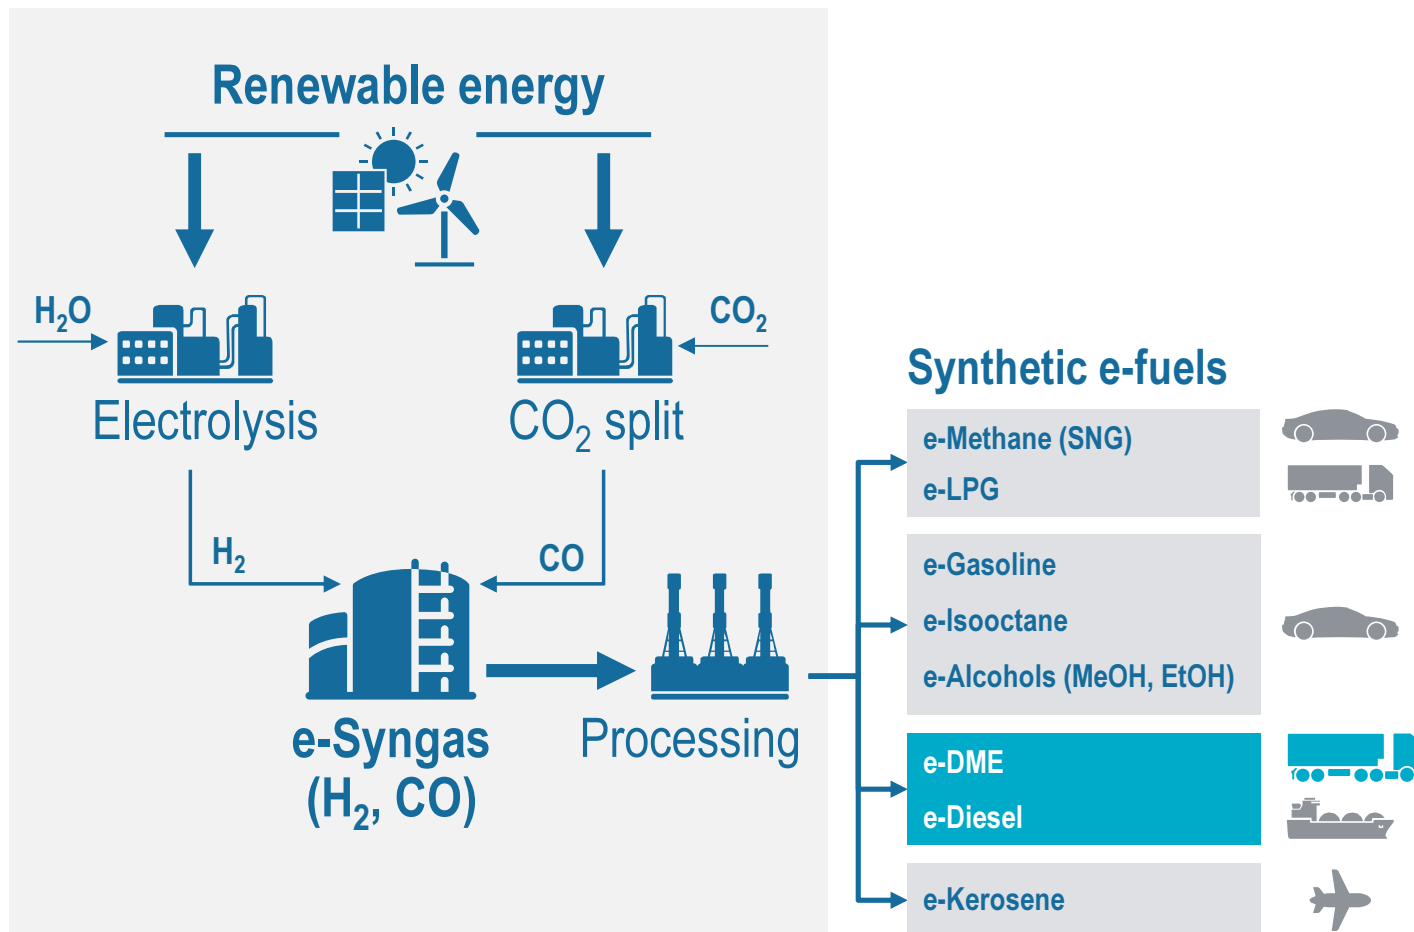 Renewable energy
H₂O
CO₂
Electrolysis
CO₂ split
H₂
CO
e-Syngas
(H₂, CO)
Processing
Synthetic e-fuels
e-Methane (SNG)
e-LPG
e-Gasoline
e-Isooctane
e-Alcohols (MeOH, EtOH)
e-DME
e-Diesel
e-Kerosene